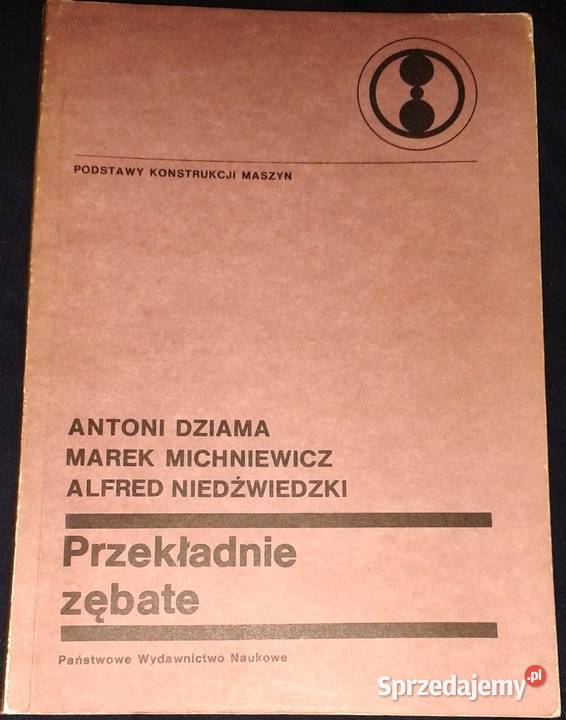 PODSTAWY KONSTRUKCJI MASZYN
ANTONI DZIAMA
MAREK MICHNIEWICZ
ALFRED NIEDŹWIEDZKI
Przekładnie
zębate
Państwowe Wydawnictwo Naukowe
Sprzedajemy.pl